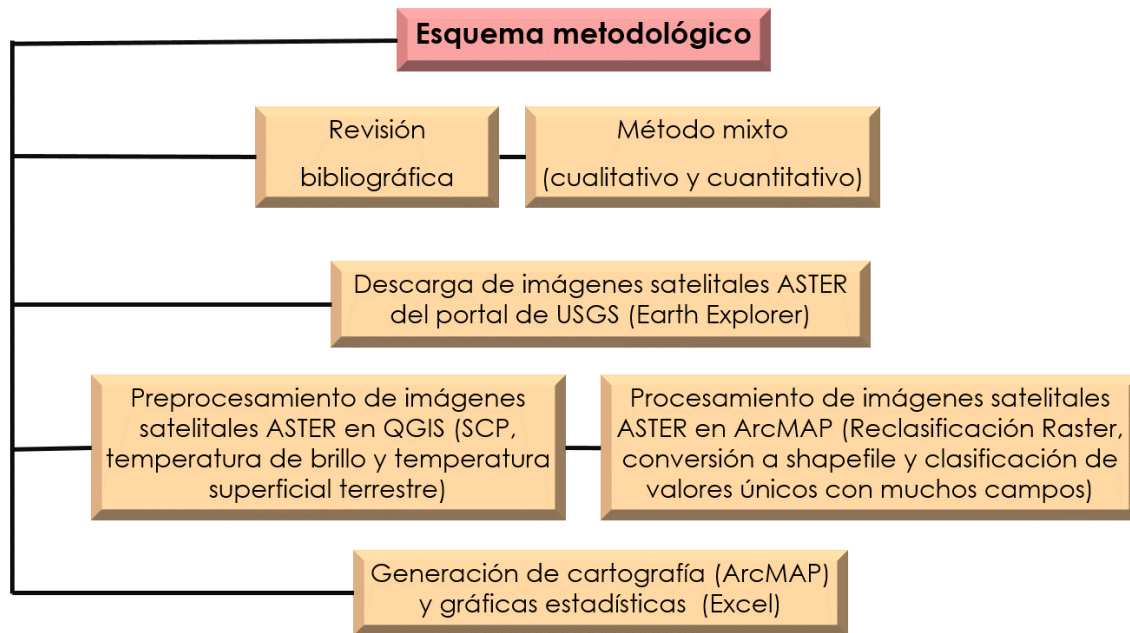 Esquema metodológico
Revisión
bibliográfica
Método mixto
(cualitativo y cuantitativo)
Descarga de imágenes satelitales ASTER
del portal de USGS (Earth Explorer)
Preprocesamiento de imágenes
satelitales ASTER en QGIS (SCP,
temperatura de brillo y temperatura
superficial terrestre)
Procesamiento de imágenes satelitales
ASTER en ArcMAP (Reclasificación Raster,
conversión a shapefile y clasificación de
valores únicos con muchos campos)
Generación de cartografía (ArcMAP)
y gráficas estadísticas (Excel)